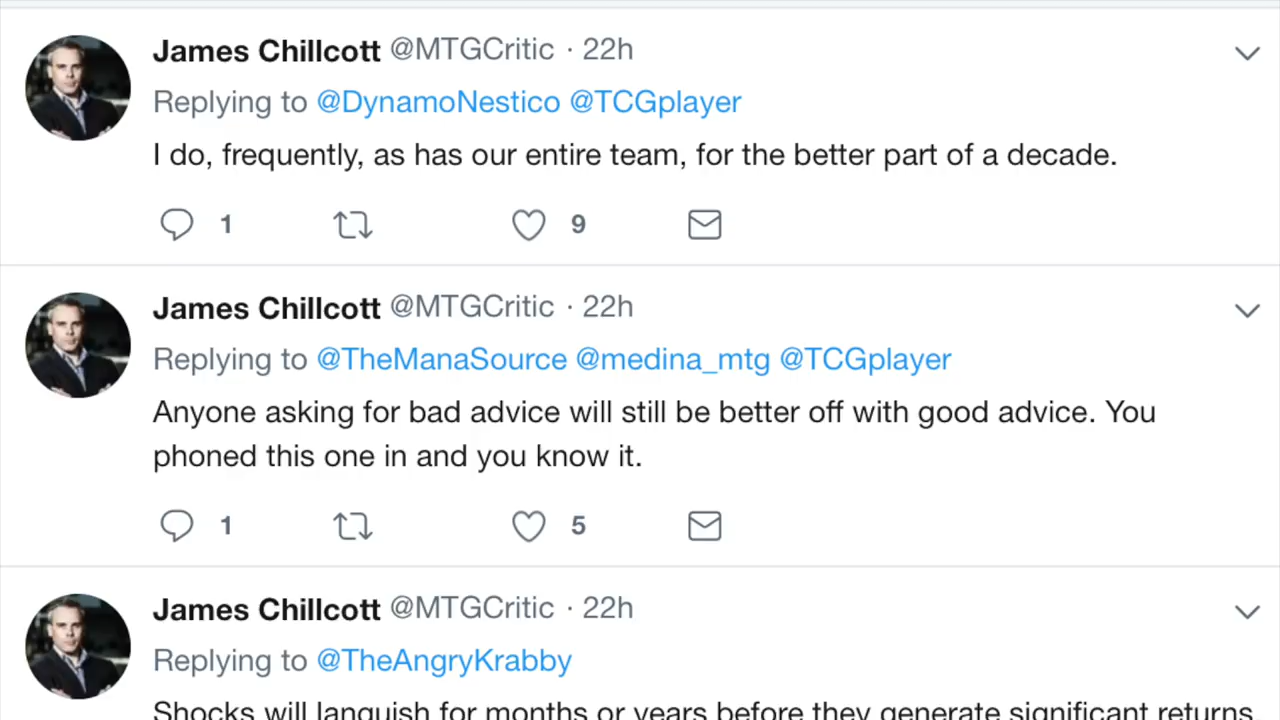 James Chillcott @MTGCritic · 22h
Replying to @DynamoNestico @TCGplayer
I do, frequently, as has our entire team, for the better part of a decade.
1 9
James Chillcott @MTGCritic · 22h
Replying to @TheManaSource @medina_mtg @TCGplayer
Anyone asking for bad advice will still be better off with good advice. You
phoned this one in and you know it.
1 5
James Chillcott @MTGCritic · 22h
Replying to @TheAngryKrabby
Shocks will languish for months or years before they generate significant returns.